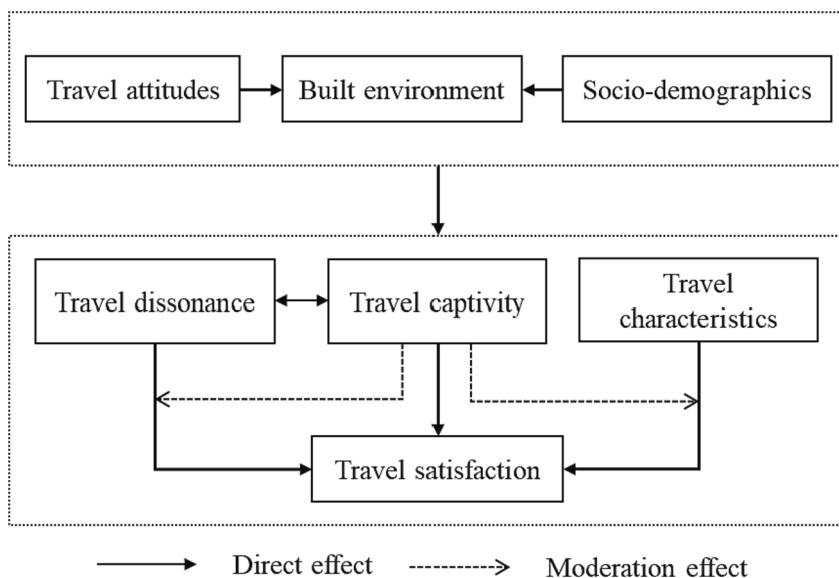 Travel attitudes
Built environment
Socio-demographics
Travel dissonance
Travel captivity
Travel
characteristics
Travel satisfaction
Direct effect
Moderation effect